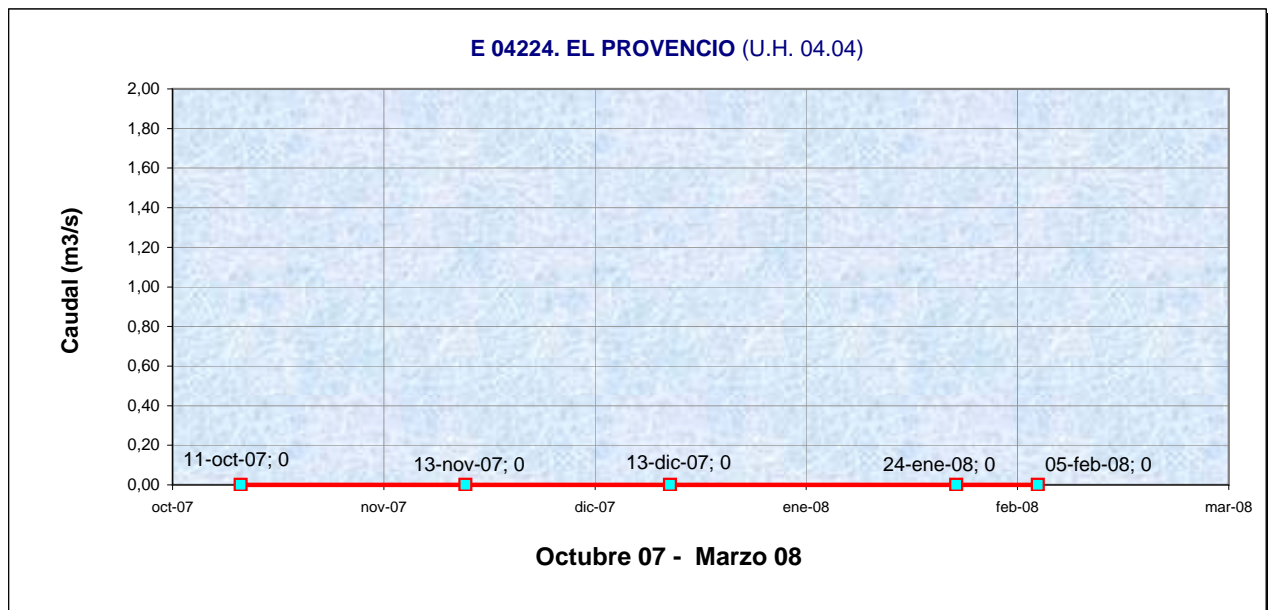 E 04224. EL PROVENCIO (U.H. 04.04)
Caudal (m3/s)
2,00
1,80
1,60
1,40
1,20
1,00
0,80
0,60
0,40
0,20
0,00
11-oct-07; 0
13-nov-07; 0
13-dic-07; 0
24-ene-08; 0
05-feb-08; 0
oct-07
nov-07
dic-07
ene-08
feb-08
mar-08
Octubre 07 - Marzo 08